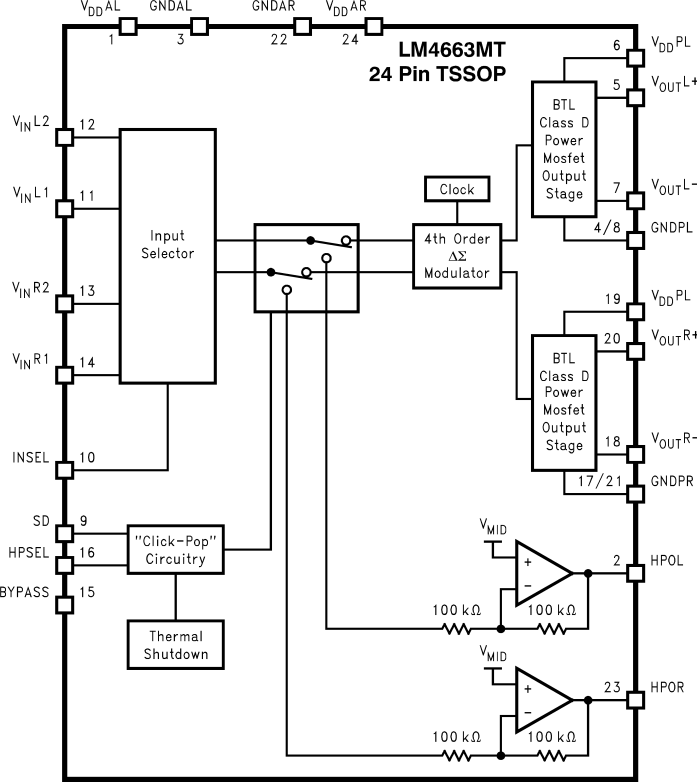 VDDAL GNDAL GNDAR VDDAR
1 3 22 24
LM4663MT
24 Pin TSSOP
6 VDDPL
5 VOUTL+
BTL
Class D
Power
Mosfet
Output
Stage
7 VOUTL-
4/8 GNDPL
VINL2 12
VINL1 11
Input
Selector
VINR2 13
VINR1 14
Clock
4th Order
ΔΣ
Modulator
19 VDDPL
20 VOUTR+
BTL
Class D
Power
Mosfet
Output
Stage
18 VOUTR-
17/21 GNDPR
INSEL 10
SD 9
HPSEL 16
BYPASS 15
"Click-Pop"
Circuitry
Thermal
Shutdown
VMID
+
−
2 HPOL
100 kΩ 100 kΩ
VMID
+
−
23 HPOR
100 kΩ 100 kΩ